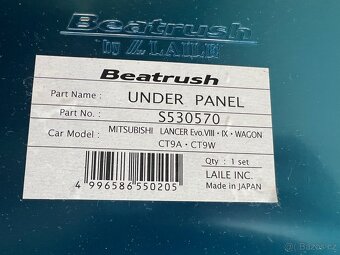 Beatrush
by LAILE
Beatrush
Part Name : UNDER PANEL
Part No. : S530570
Car Model : MITSUBISHI LANCER Evo.VIII・IX・WAGON
CT9A・CT9W
4 996586 550205
Qty : 1 set
LAILE INC.
Made in JAPAN